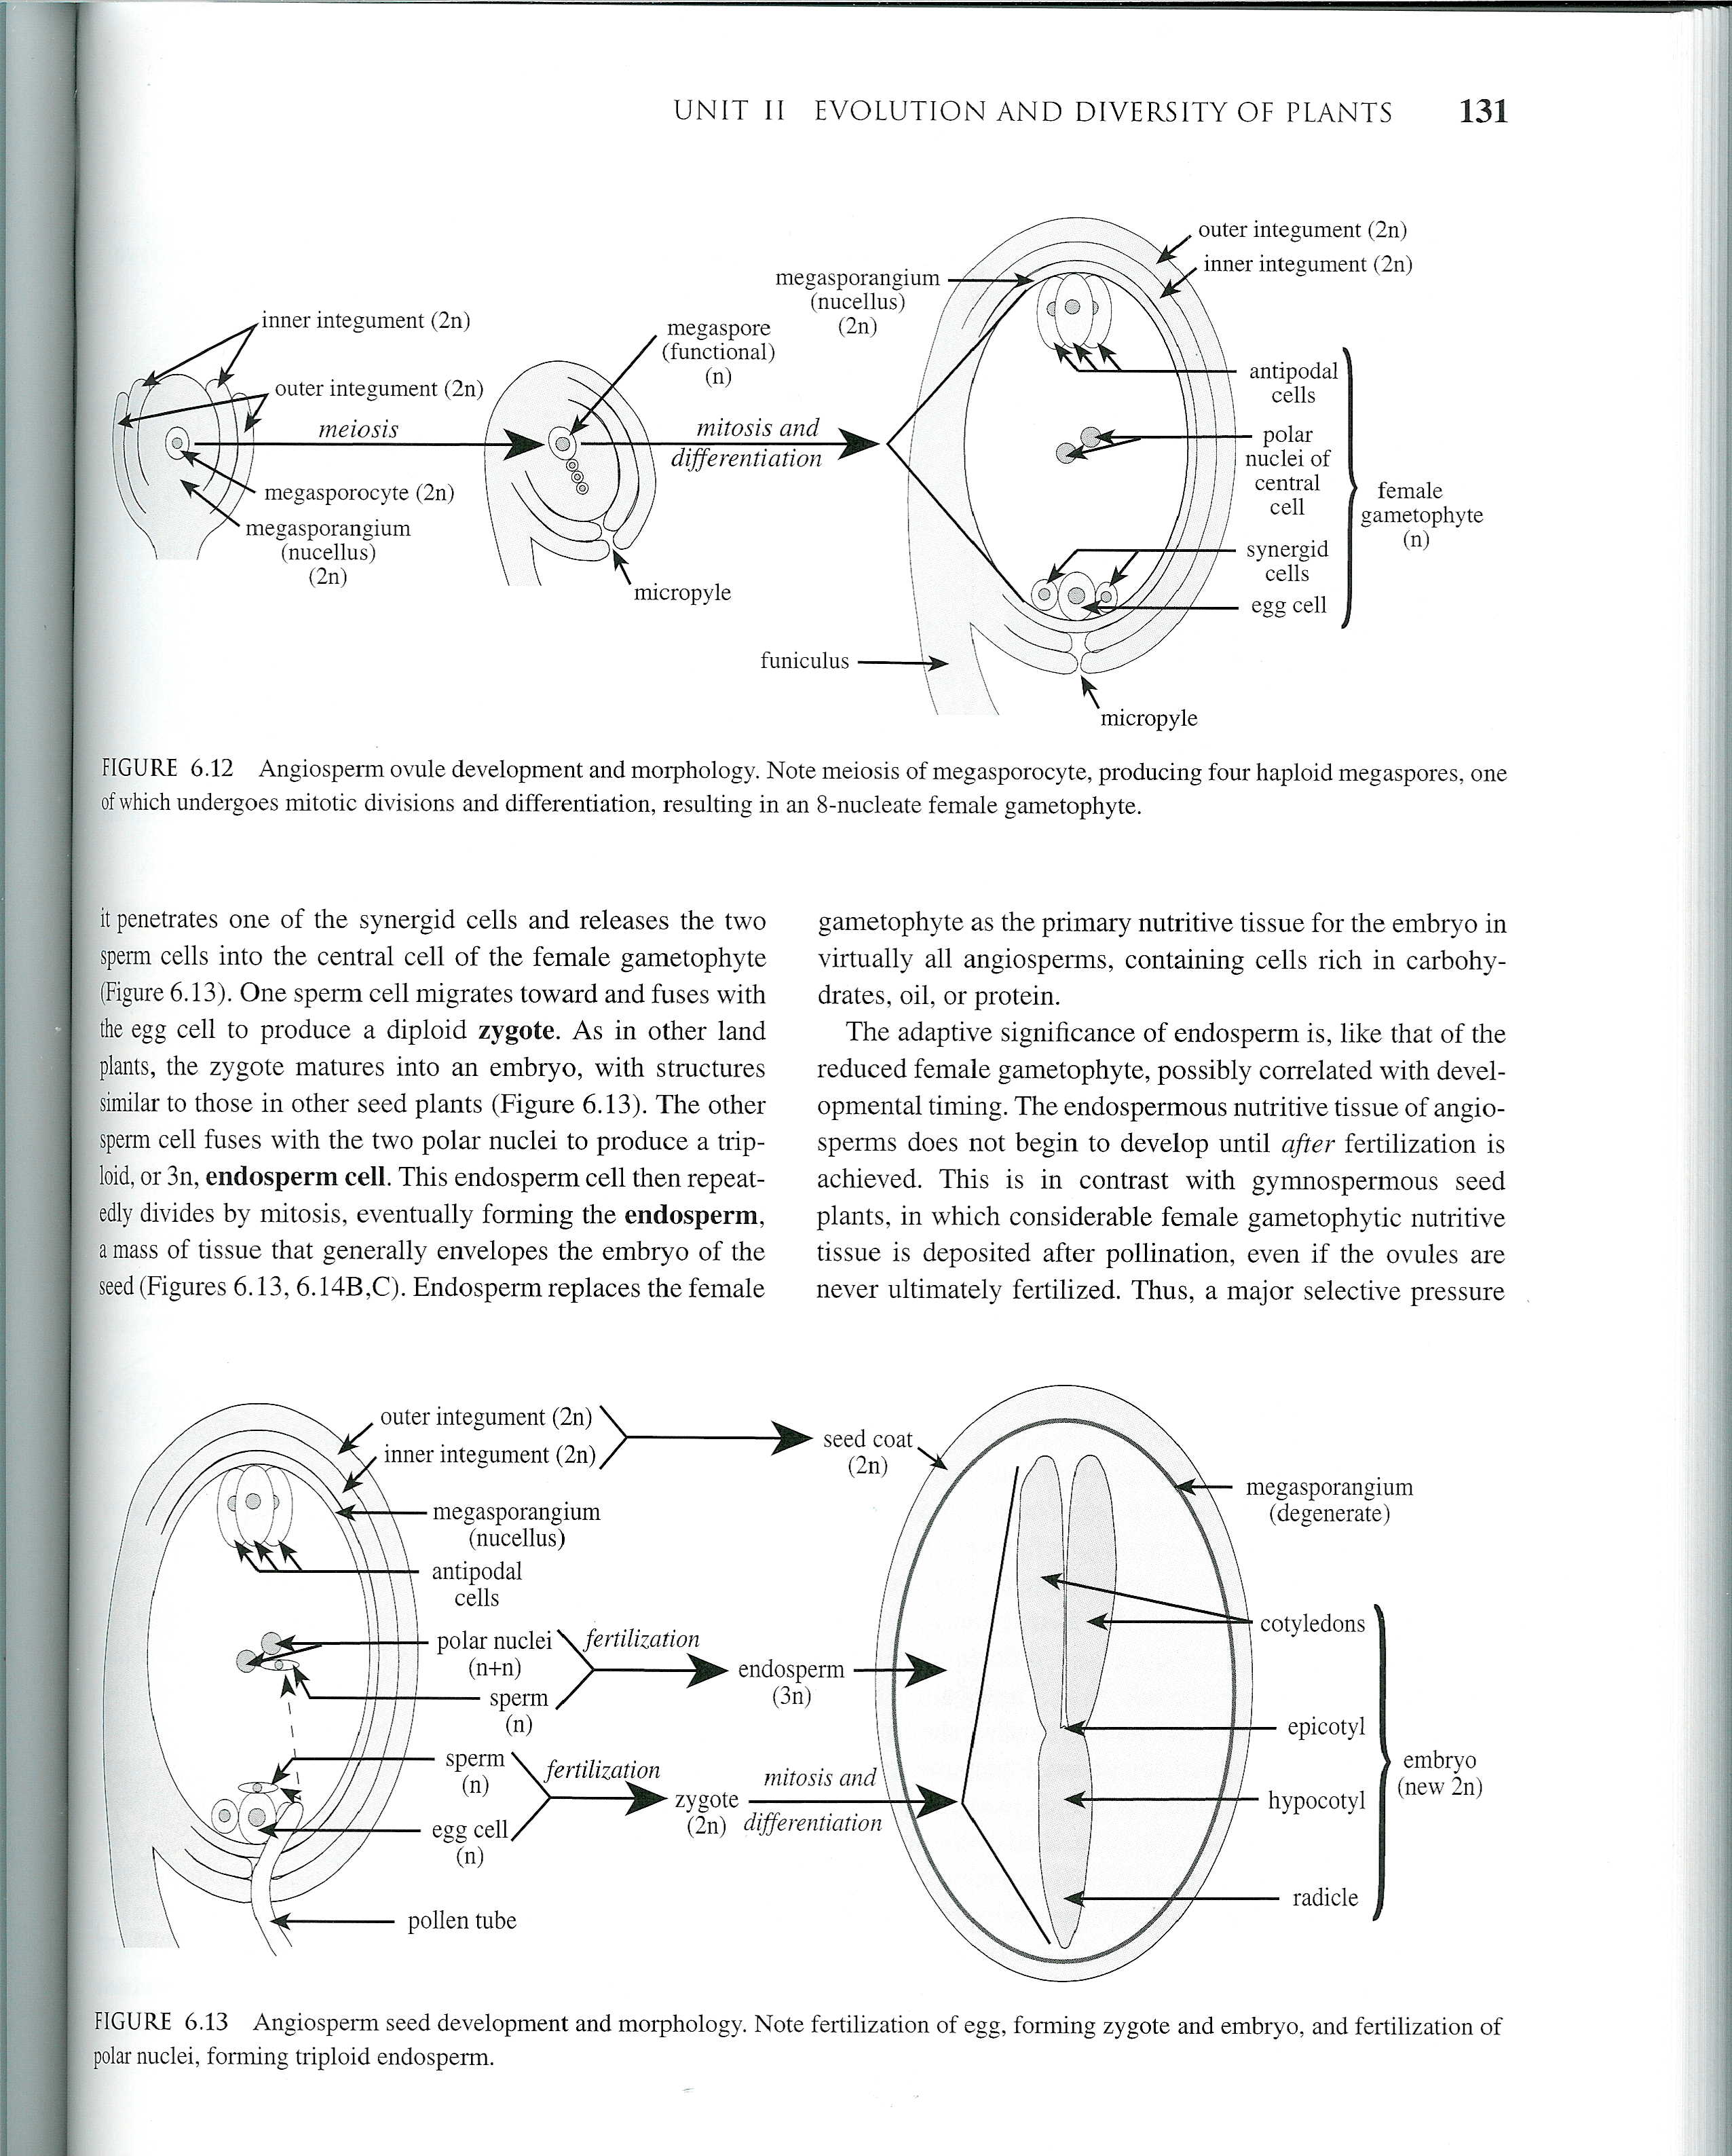 UNIT II EVOLUTION AND DIVERSITY OF PLANTS 131
outer integument (2n)
inner integument (2n)
megasporangium
(nucellus)
(2n)
inner integument (2n)
outer integument (2n)
megaspore
(functional)
(n)
meiosis
mitosis and
differentiation
megasporocyte (2n)
megasporangium
(nucellus)
(2n)
micropyle
antipodal
cells
polar
nuclei of
central
cell
synergid
cells
egg cell
female
gametophyte
(n)
funiculus
micropyle
FIGURE 6.12 Angiosperm ovule development and morphology. Note meiosis of megasporocyte, producing four haploid megaspores, one
of which undergoes mitotic divisions and differentiation, resulting in an 8-nucleate female gametophyte.
it penetrates one of the synergid cells and releases the two
sperm cells into the central cell of the female gametophyte
(Figure 6.13). One sperm cell migrates toward and fuses with
the egg cell to produce a diploid zygote. As in other land
plants, the zygote matures into an embryo, with structures
similar to those in other seed plants (Figure 6.13). The other
sperm cell fuses with the two polar nuclei to produce a trip-
loid, or 3n, endosperm cell. This endosperm cell then repeat-
edly divides by mitosis, eventually forming the endosperm,
a mass of tissue that generally envelopes the embryo of the
seed (Figures 6.13, 6.14B,C). Endosperm replaces the female
gametophyte as the primary nutritive tissue for the embryo in
virtually all angiosperms, containing cells rich in carbohy-
drates, oil, or protein.
The adaptive significance of endosperm is, like that of the
reduced female gametophyte, possibly correlated with devel-
opmental timing. The endospermous nutritive tissue of angio-
sperms does not begin to develop until after fertilization is
achieved. This is in contrast with gymnospermous seed
plants, in which considerable female gametophytic nutritive
tissue is deposited after pollination, even if the ovules are
never ultimately fertilized. Thus, a major selective pressure
outer integument (2n)
inner integument (2n)
seed coat
(2n)
megasporangium
(nucellus)
antipodal
cells
polar nuclei
(n+n)
sperm
(n)
fertilization
endosperm
(3n)
sperm
(n)
egg cell
(n)
fertilization
zygote
(2n)
mitosis and
differentiation
pollen tube
megasporangium
(degenerate)
cotyledons
epicotyl
hypocotyl
radicle
embryo
(new 2n)
FIGURE 6.13 Angiosperm seed development and morphology. Note fertilization of egg, forming zygote and embryo, and fertilization of
polar nuclei, forming triploid endosperm.